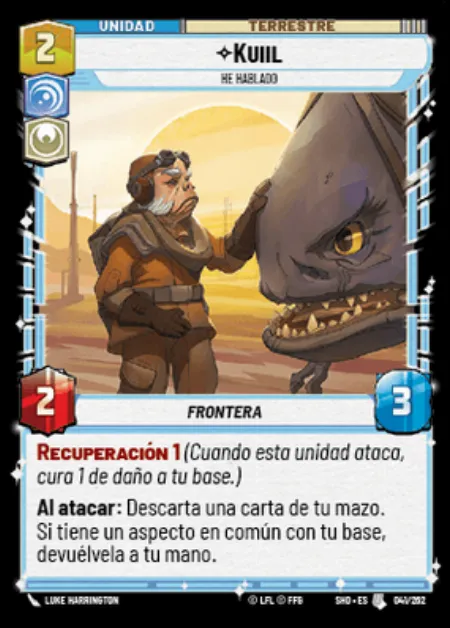 UNIDAD
TERRESTRE
2
KUIIL
HE HABLADO
2
FRONTERA
3
RECUPERACIÓN 1 (Cuando esta unidad ataca,
cura 1 de daño a tu base.)
Al atacar: Descarta una carta de tu mazo.
Si tiene un aspecto en común con tu base,
devuélvela a tu mano.
LUKE HARRINGTON
© LFL © FFG
SHD • ES
041/262